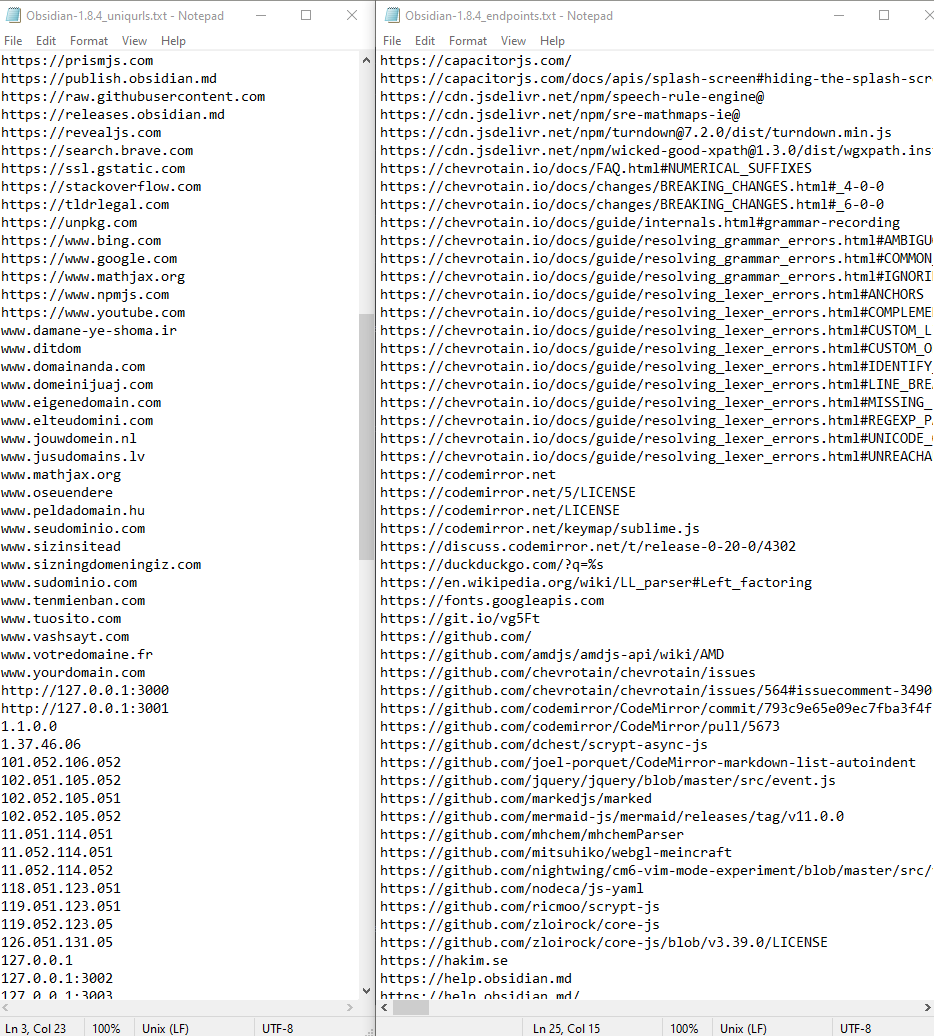 Obsidian-1.8.4_uniqurls.txt - Notepad
File Edit Format View Help
https://prismjs.com
https://publish.obsidian.md
https://raw.githubusercontent.com
https://releases.obsidian.md
https://revealjs.com
https://search.brave.com
https://ssl.gstatic.com
https://stackoverflow.com
https://tldrlegal.com
https://unpkg.com
https://www.bing.com
https://www.google.com
https://www.mathjax.org
https://www.npmjs.com
https://www.youtube.com
www.damane-ye-shoma.ir
www.ditdom
www.domainanda.com
www.domeinijuaj.com
www.eigenedomain.com
www.elteudomini.com
www.jouwdomein.nl
www.jusudomains.lv
www.mathjax.org
www.oseuendere
www.peldadomain.hu
www.seudominio.com
www.sizinsitead
www.sizningdomeningiz.com
www.sudominio.com
www.tenmienban.com
www.tuosito.com
www.vashsayt.com
www.votredomaine.fr
www.yourdomain.com
http://127.0.0.1:3000
http://127.0.0.1:3001
1.1.0.0
1.37.46.06
101.052.106.052
102.051.105.052
102.052.105.051
102.052.105.052
11.051.114.051
11.052.114.051
11.052.114.052
118.051.123.051
119.051.123.051
119.052.123.05
126.051.131.05
127.0.0.1
127.0.0.1:3002
127.0.0.1:3003
Ln 3, Col 23 100% Unix (LF) UTF-8
Obsidian-1.8.4_endpoints.txt - Notepad
File Edit Format View Help
https://capacitorjs.com/
https://capacitorjs.com/docs/apis/splash-screen#hiding-the-splash-scr
https://cdn.jsdelivr.net/npm/speech-rule-engine@
https://cdn.jsdelivr.net/npm/sre-mathmaps-ie@
https://cdn.jsdelivr.net/npm/turndown@7.2.0/dist/turndown.min.js
https://cdn.jsdelivr.net/npm/wicked-good-xpath@1.3.0/dist/wgxpath.ins
https://chevrotain.io/docs/FAQ.html#NUMERICAL_SUFFIXES
https://chevrotain.io/docs/changes/BREAKING_CHANGES.html#_4-0-0
https://chevrotain.io/docs/changes/BREAKING_CHANGES.html#_6-0-0
https://chevrotain.io/docs/guide/internals.html#grammar-recording
https://chevrotain.io/docs/guide/resolving_grammar_errors.html#AMBIGU
https://chevrotain.io/docs/guide/resolving_grammar_errors.html#COMMON_
https://chevrotain.io/docs/guide/resolving_grammar_errors.html#IGNORI
https://chevrotain.io/docs/guide/resolving_lexer_errors.html#ANCHORS
https://chevrotain.io/docs/guide/resolving_lexer_errors.html#COMPLEME
https://chevrotain.io/docs/guide/resolving_lexer_errors.html#CUSTOM_L
https://chevrotain.io/docs/guide/resolving_lexer_errors.html#CUSTOM_O
https://chevrotain.io/docs/guide/resolving_lexer_errors.html#IDENTIFY_
https://chevrotain.io/docs/guide/resolving_lexer_errors.html#LINE_BRE
https://chevrotain.io/docs/guide/resolving_lexer_errors.html#MISSING_
https://chevrotain.io/docs/guide/resolving_lexer_errors.html#REGEXP_P
https://chevrotain.io/docs/guide/resolving_lexer_errors.html#UNICODE_
https://chevrotain.io/docs/guide/resolving_lexer_errors.html#UNREACHA
https://codemirror.net
https://codemirror.net/5/LICENSE
https://codemirror.net/LICENSE
https://codemirror.net/keymap/sublime.js
https://discuss.codemirror.net/t/release-0-20-0/4302
https://duckduckgo.com/?q=%s
https://en.wikipedia.org/wiki/LL_parser#Left_factoring
https://fonts.googleapis.com
https://git.io/vg5Ft
https://github.com/
https://github.com/amdjs/amdjs-api/wiki/AMD
https://github.com/chevrotain/chevrotain/issues
https://github.com/chevrotain/chevrotain/issues/564#issuecomment-3490
https://github.com/codemirror/CodeMirror/commit/793c9e65e09ec7fba3f4f
https://github.com/codemirror/CodeMirror/pull/5673
https://github.com/dchest/scrypt-async-js
https://github.com/joel-porquet/CodeMirror-markdown-list-autoindent
https://github.com/jquery/jquery/blob/master/src/event.js
https://github.com/markedjs/marked
https://github.com/mermaid-js/mermaid/releases/tag/v11.0.0
https://github.com/mhchem/mhchemParser
https://github.com/mitsuhiko/webgl-meincraft
https://github.com/nightwing/cm6-vim-mode-experiment/blob/master/src/
https://github.com/nodeca/js-yaml
https://github.com/ricmoo/scrypt-js
https://github.com/zloirock/core-js
https://github.com/zloirock/core-js/blob/v3.39.0/LICENSE
https://hakim.se
https://help.obsidian.md
https://help.obsidian.md/
Ln 25, Col 15 100% Unix (LF) UTF-8